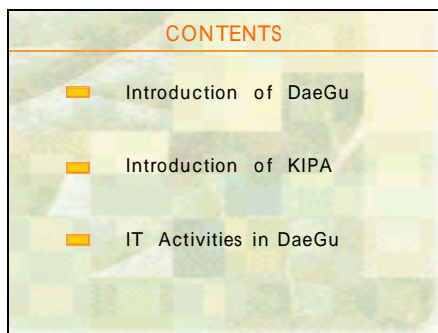 CONTENTS
Introduction of DaeGu
Introduction of KIPA
IT Activities in DaeGu